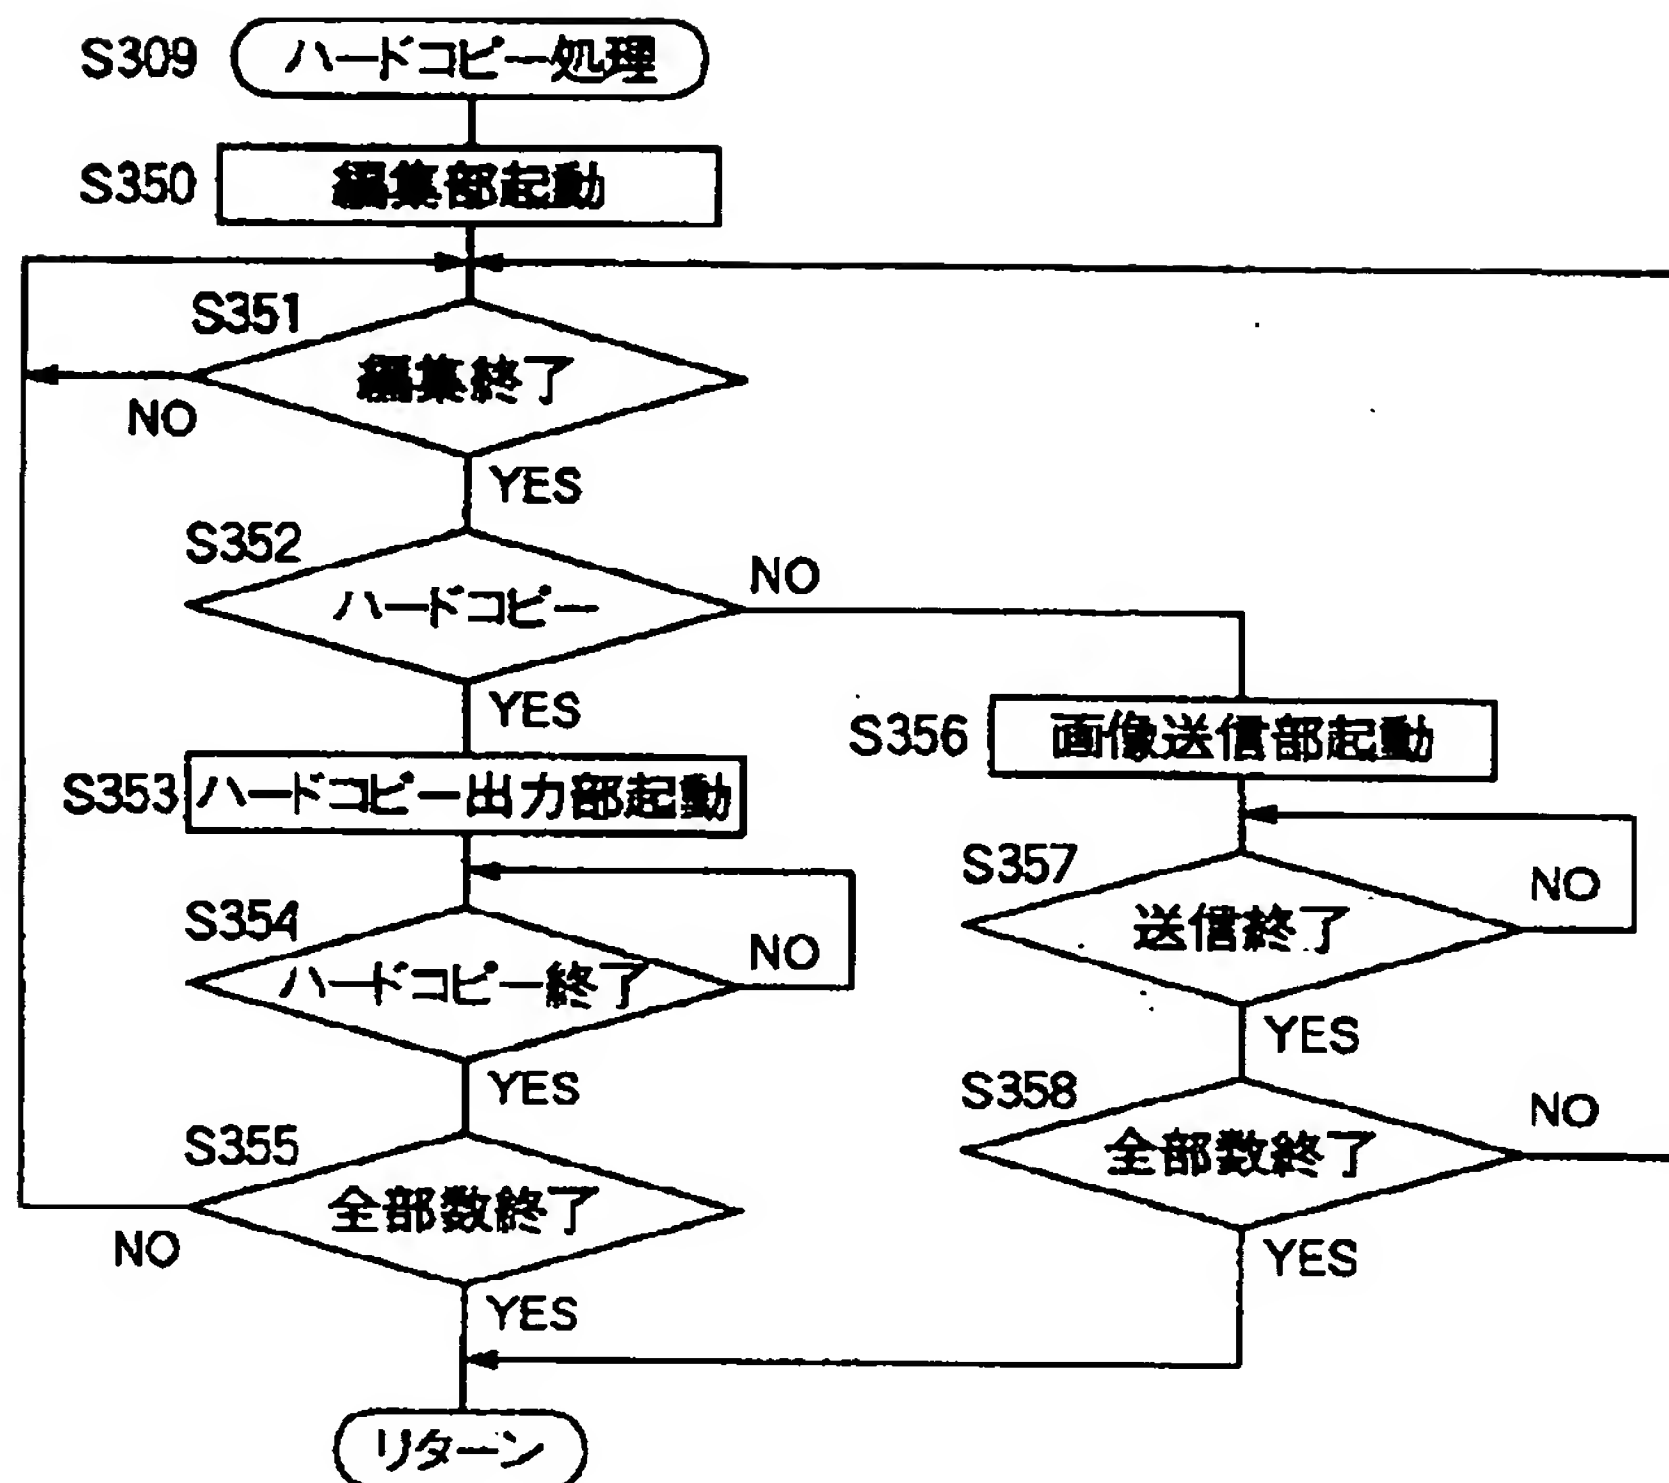 S309 ハードコピー処理
S350 編集部起動
S351
編集終了
NO
YES
S352
ハードコピー
NO
YES
S353 ハードコピー出力部起動
S354
ハードコピー終了
NO
YES
S355
全部数終了
NO
YES
S356 画像送信部起動
S357
送信終了
NO
YES
S358
全部数終了
NO
YES
リターン